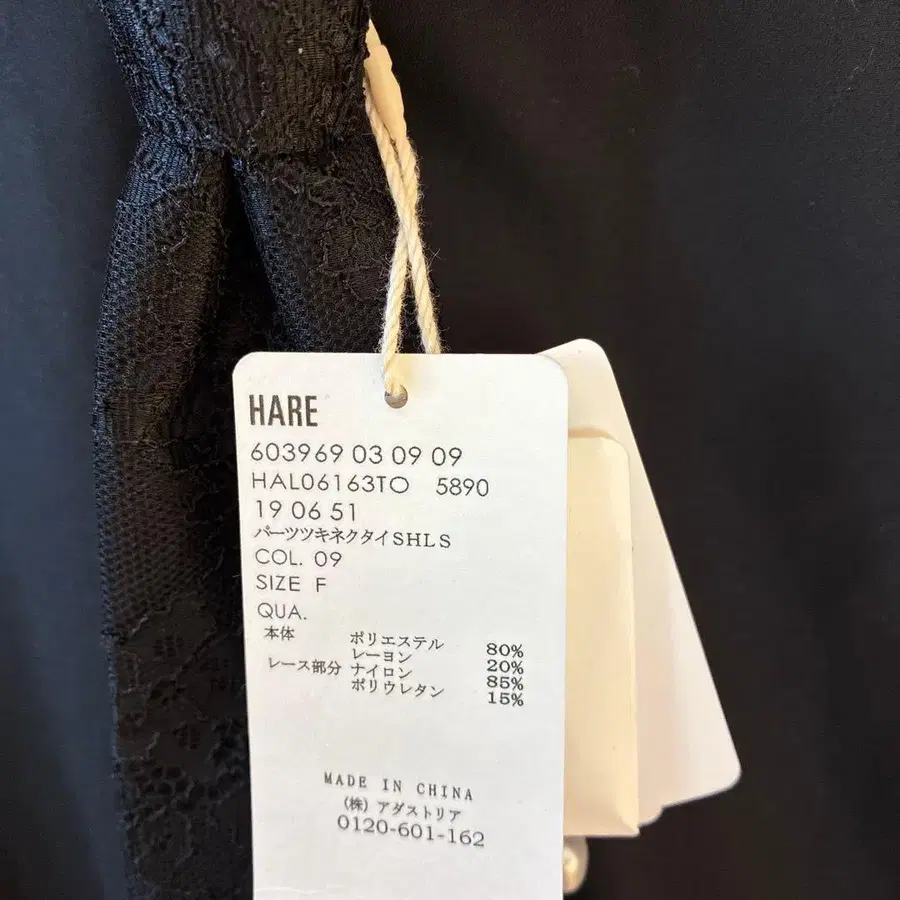 HARE
603969 03 09 09
HAL06163TO 5890
19 06 51
パーツツキネクタイSHLS
COL. 09
SIZE F
QUA.
本体 ポリエステル 80%
レーヨン 20%
レース部分 ナイロン 85%
ポリウレタン 15%
MADE IN CHINA
(株) アダストリア
0120-601-162